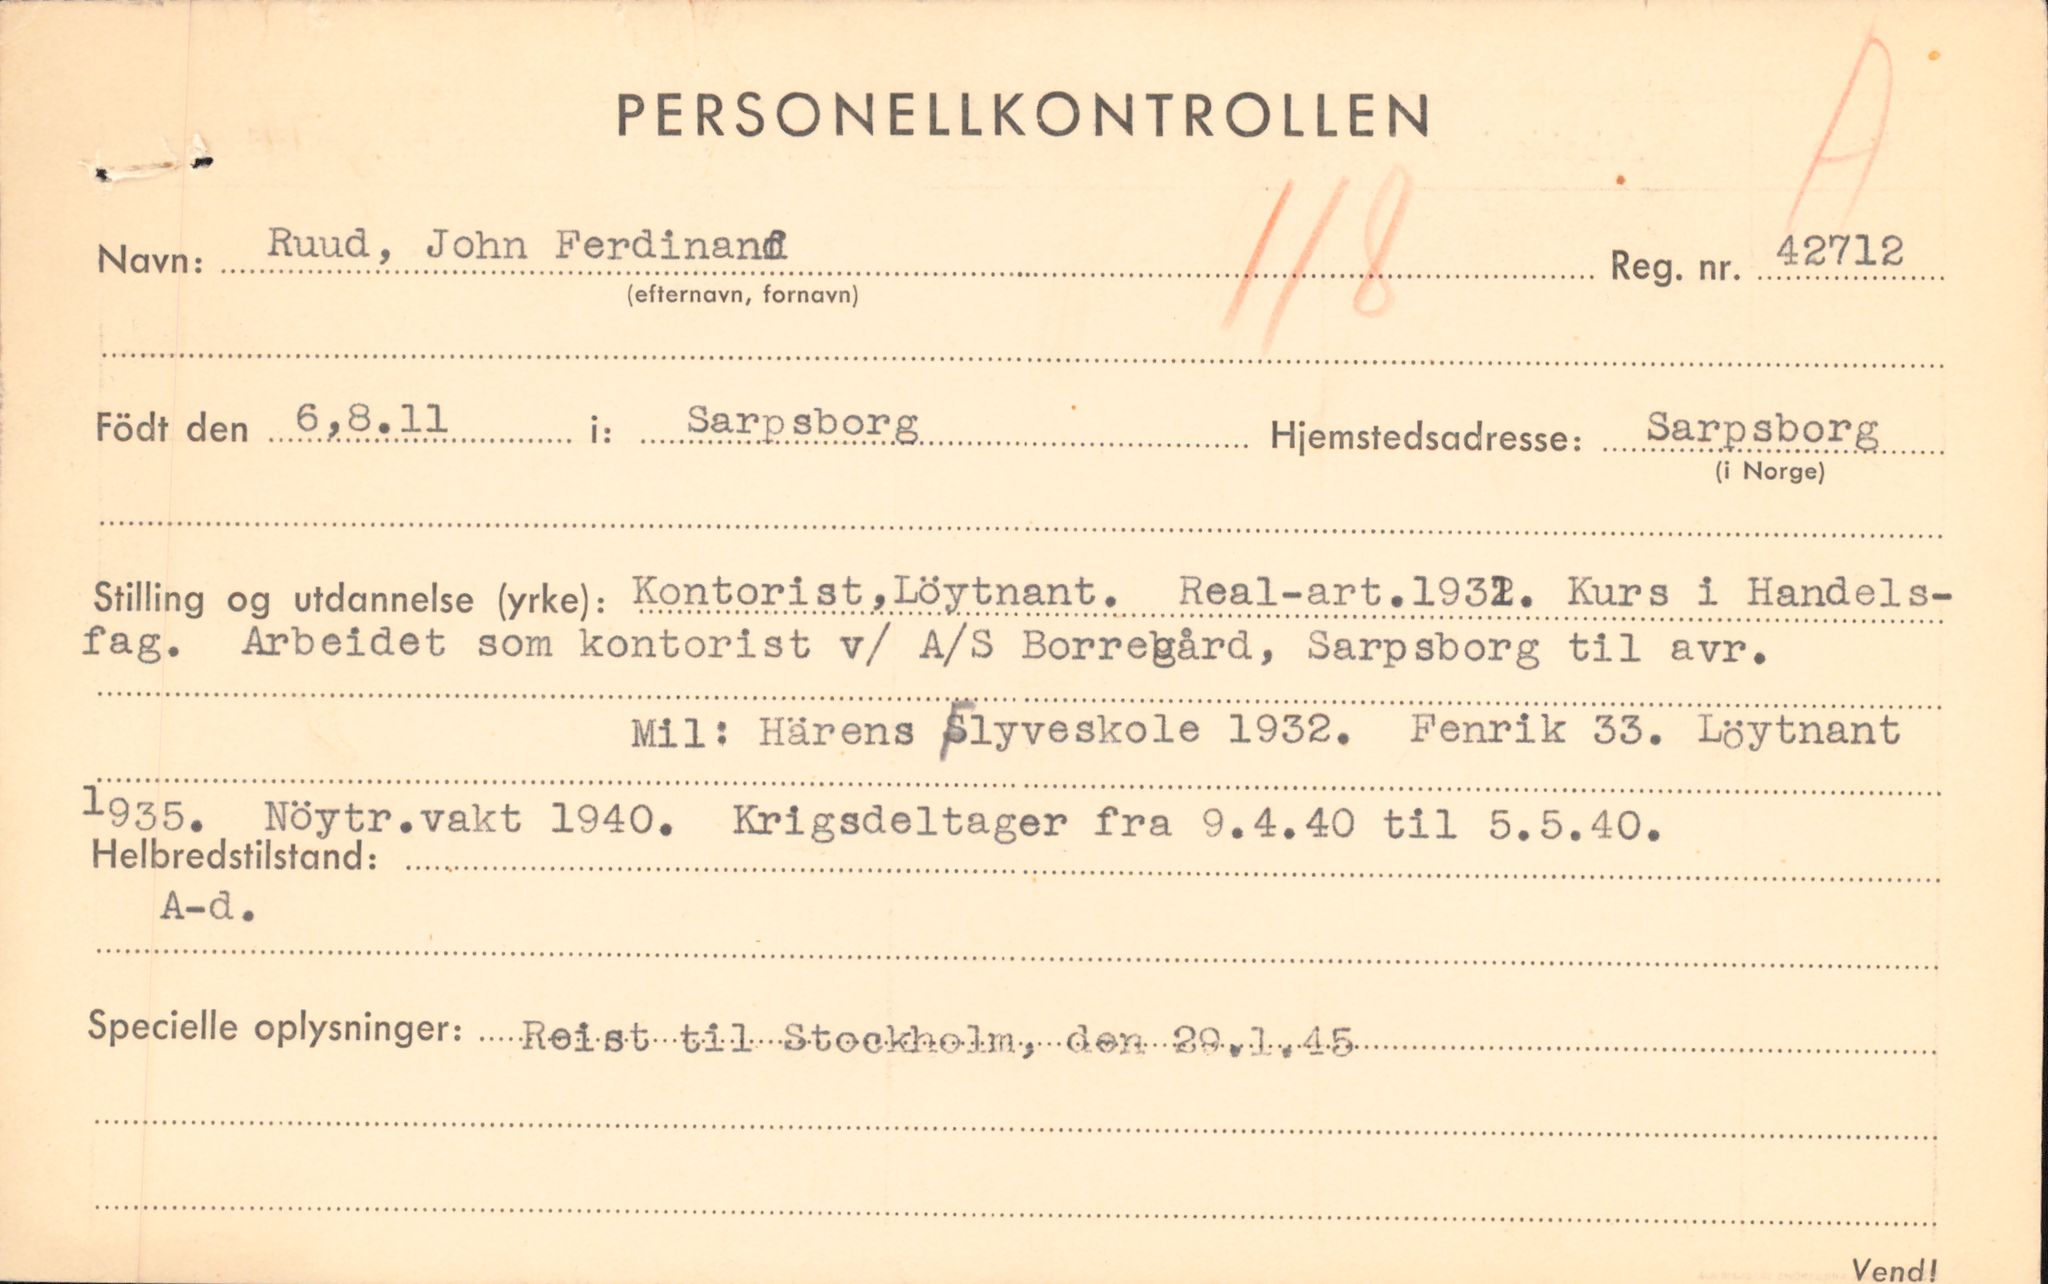 A
PERSONELLKONTROLLEN
118
Navn: Ruud, John Ferdinand Reg. nr. 42712
(efternavn, fornavn)
Födt den 6,8.11 i: Sarpsborg Hjemstedsadresse: Sarpsborg
(i Norge)
Stilling og utdannelse (yrke): Kontorist, Löytnant. Real-art. Kurs i Handels-
fag. Arbeidet som kontorist v/ A/S Borregård, Sarpsborg til avr.
Mil: Härens Flyveskole 1932. Fenrik 33. Löytnant
1935. Nöytr.vakt 1940. Krigsdeltager fra 9.4.40 til 5.5.40.
Helbredstilstand:
A-d.
Specielle oplysninger: Reist til Stockholm, den 29.1.45
Vend!